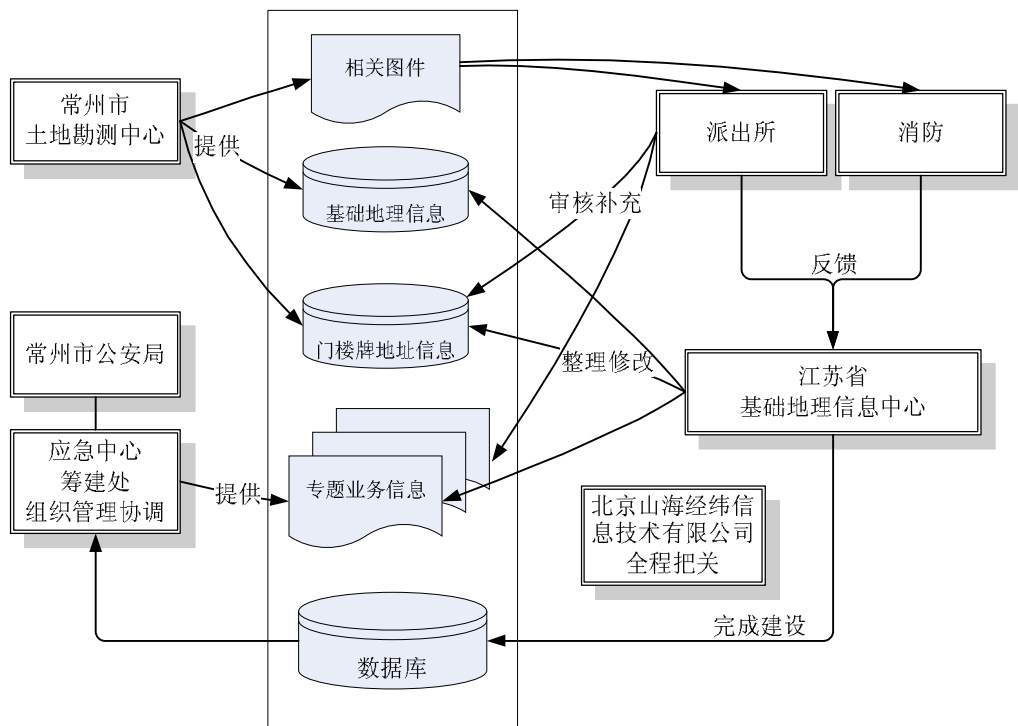 相关图件
常州市
土地勘测中心
提供
派出所
消防
基础地理信息
审核补充
反馈
门楼牌地址信息
整理修改
常州市公安局
江苏省
基础地理信息中心
应急中心
筹建处
组织管理协调
提供
专题业务信息
北京山海经纬信
息技术有限公司
全程把关
完成建设
数据库